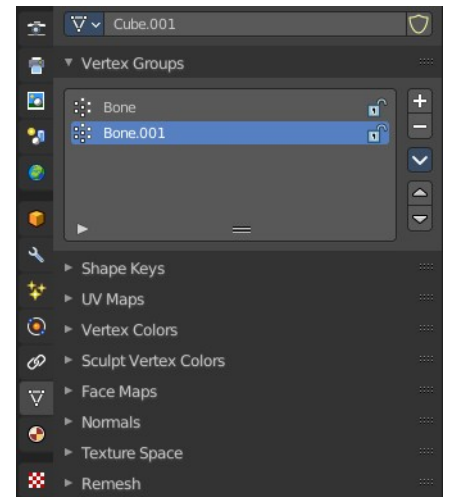 Cube.001
Vertex Groups
Bone
Bone.001
Shape Keys
UV Maps
Vertex Colors
Sculpt Vertex Colors
Face Maps
Normals
Texture Space
Remesh